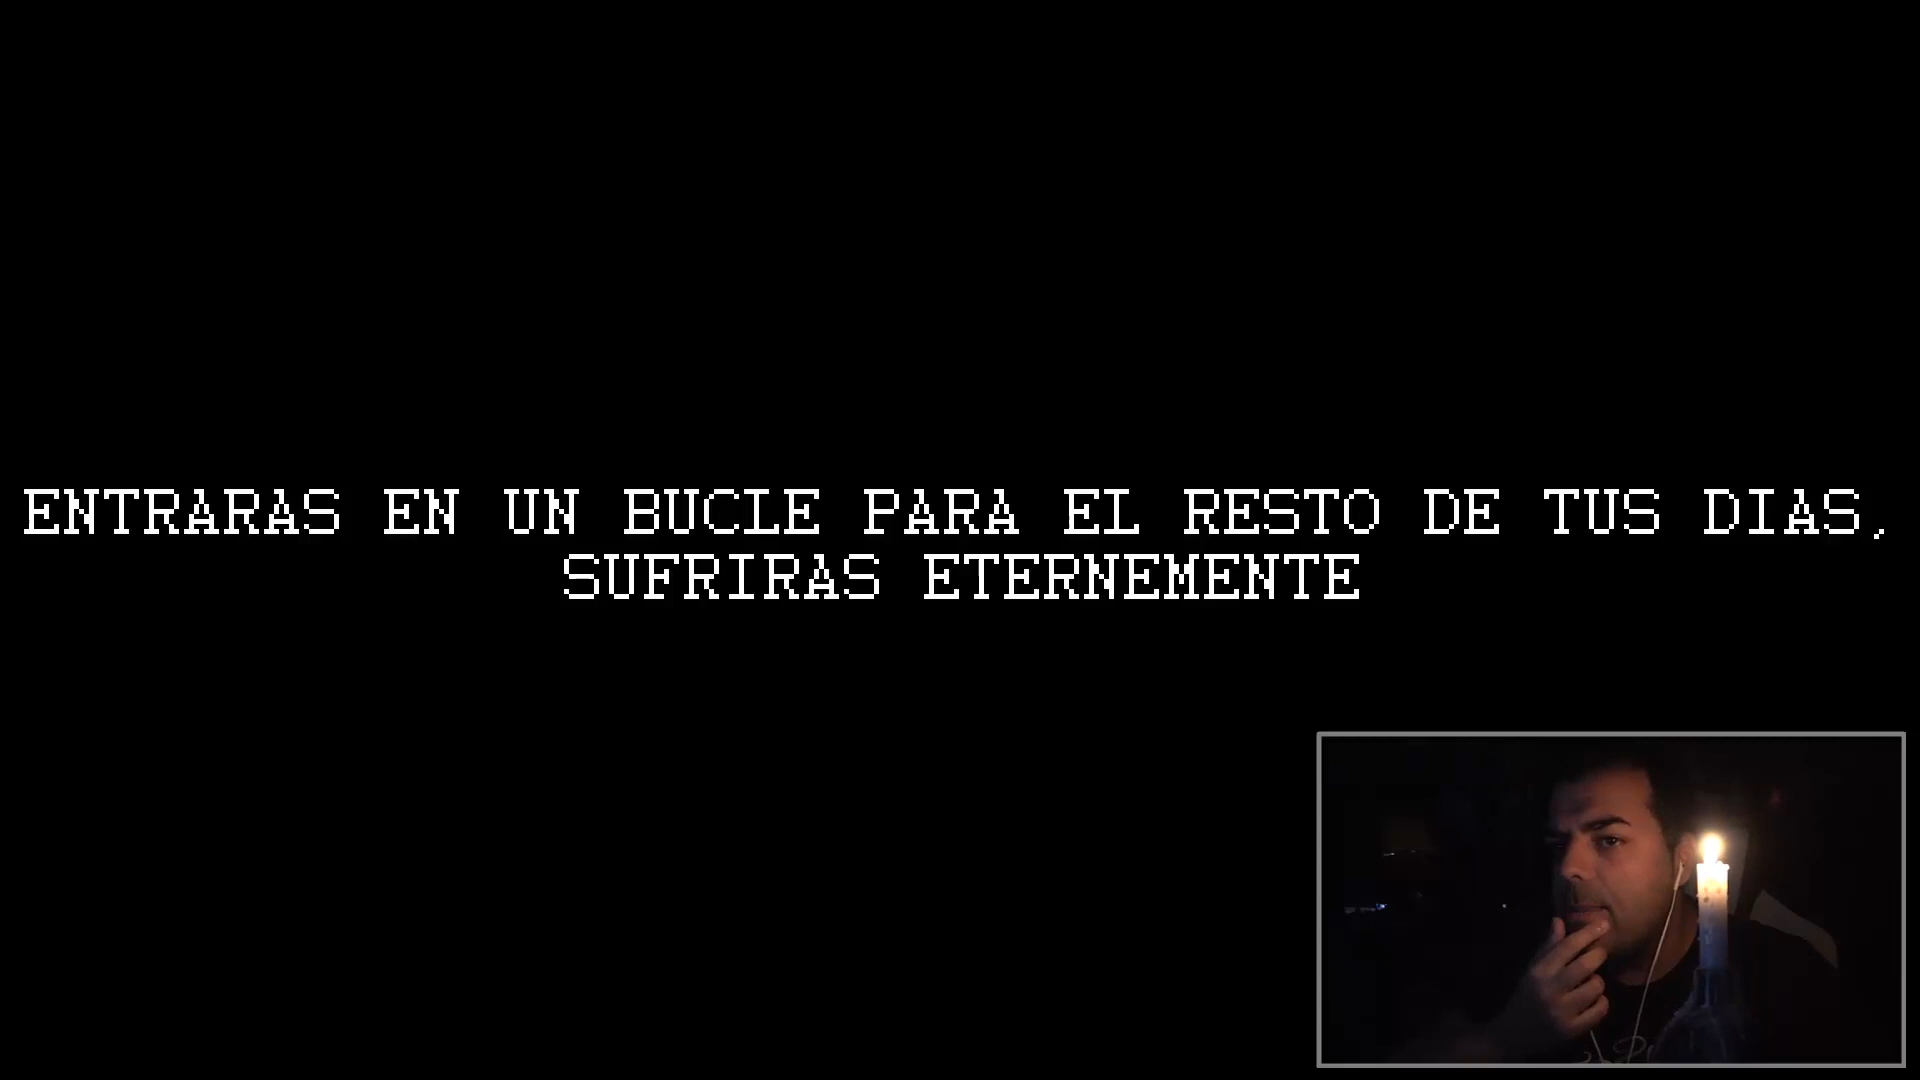 ENTRARAS EN UN BUCLE PARA EL RESTO DE TUS DIAS,
SUFRIRAS ETERNEMENTE